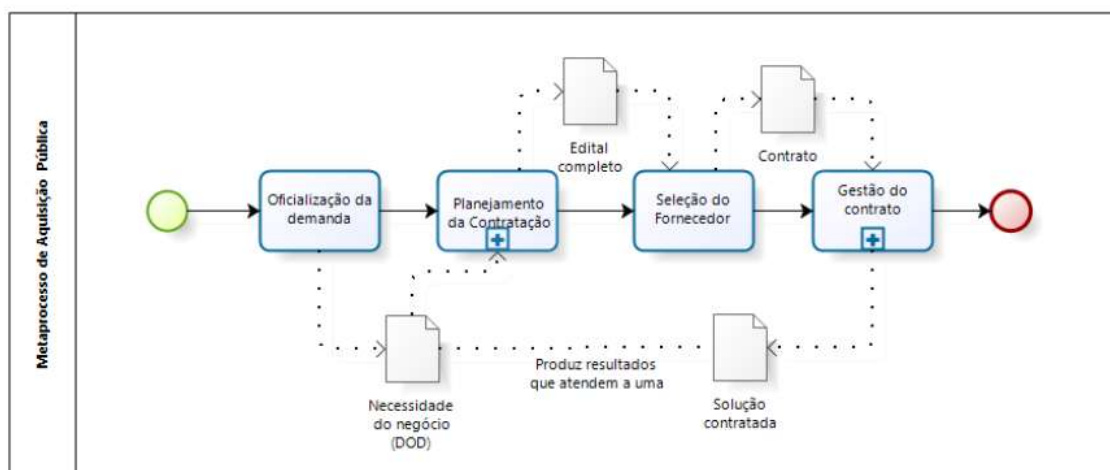 Metaprocesso de Aquisição Pública
Edital
completo
Contrato
Oficialização da
demanda
Planejamento
da Contratação
Seleção do
Fornecedor
Gestão do
contrato
Produz resultados
que atendem a uma
Necessidade
do negócio
(DOD)
Solução
contratada